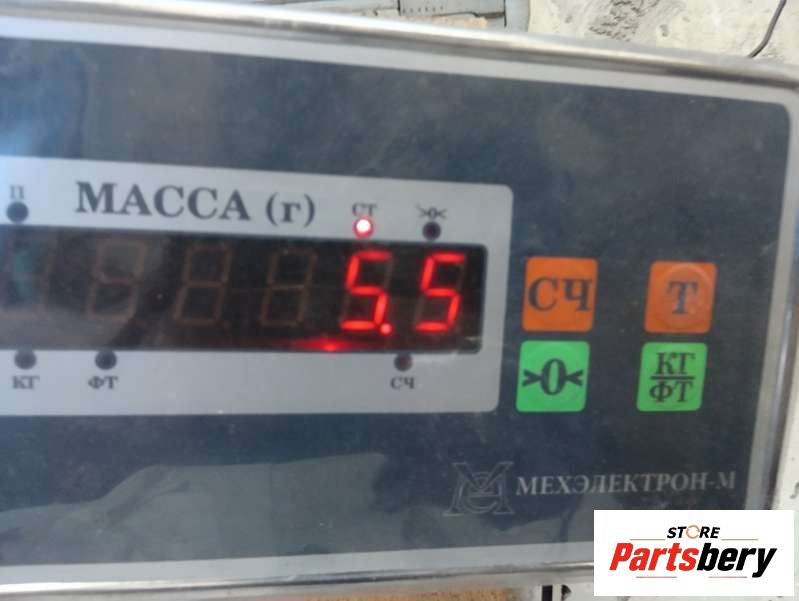 П
МАССА (г)
СТ
>0<
5.5
КГ
ФТ
СЧ
СЧ
Т
>0<
КГ
ФТ
МЕХЭЛЕКТРОН-М
STORE
Partsbery